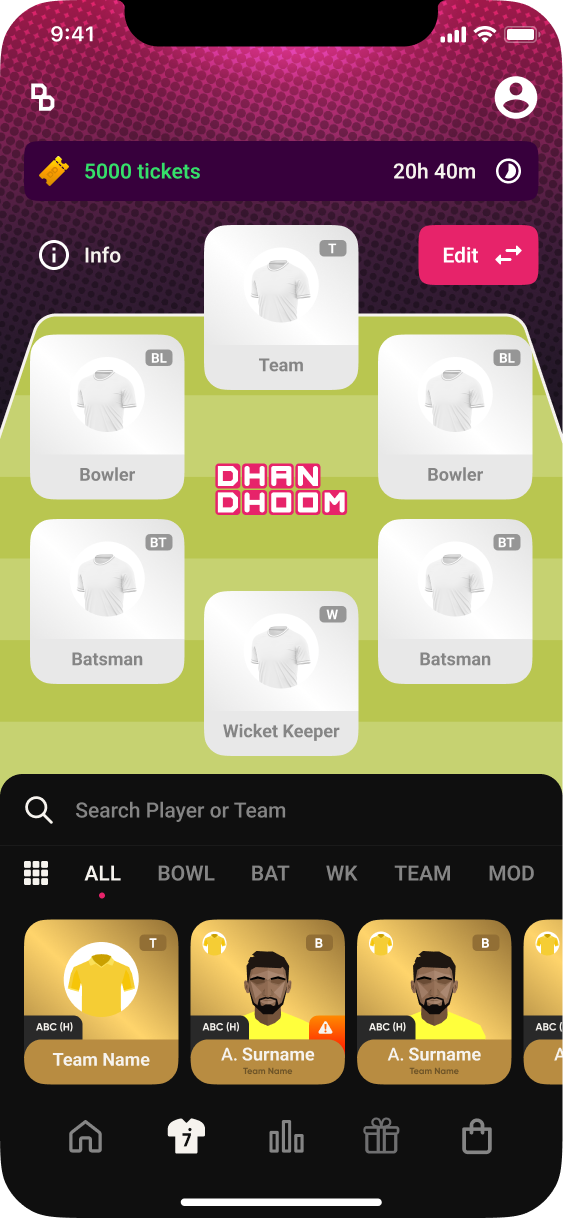 9:41
5000 tickets 20h 40m
Info
T
Team
Edit
BL
Bowler
BL
Bowler
DHAN
DHOOM
BT
Batsman
W
Wicket Keeper
BT
Batsman
Search Player or Team
ALL BOWL BAT WK TEAM MOD
T
ABC (H)
Team Name
B
ABC (H)
A. Surname
Team Name
B
ABC (H)
A. Surname
Team Name
ABC (
A
7